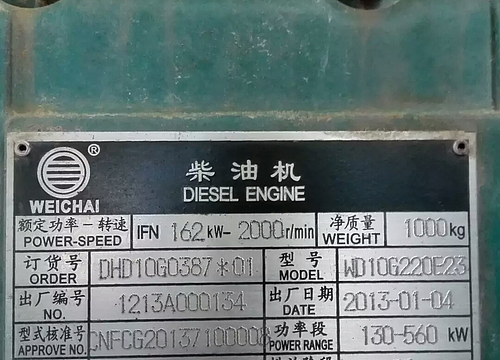 ® 柴油机
WEICHAI DIESEL ENGINE
额定功率－转速 IFN 162 kW- 2000r/min 净质量 1000kg
POWER-SPEED WEIGHT
订货号 DHD10G0387*01 型号 WD10G220E23
ORDER MODEL
出厂编号 1213A000134 出厂日期 2013-01-04
NO. DATE
型式核准号 CNFCG20137100008 功率段 130-560 kW
APPROVE NO. POWER RANGE